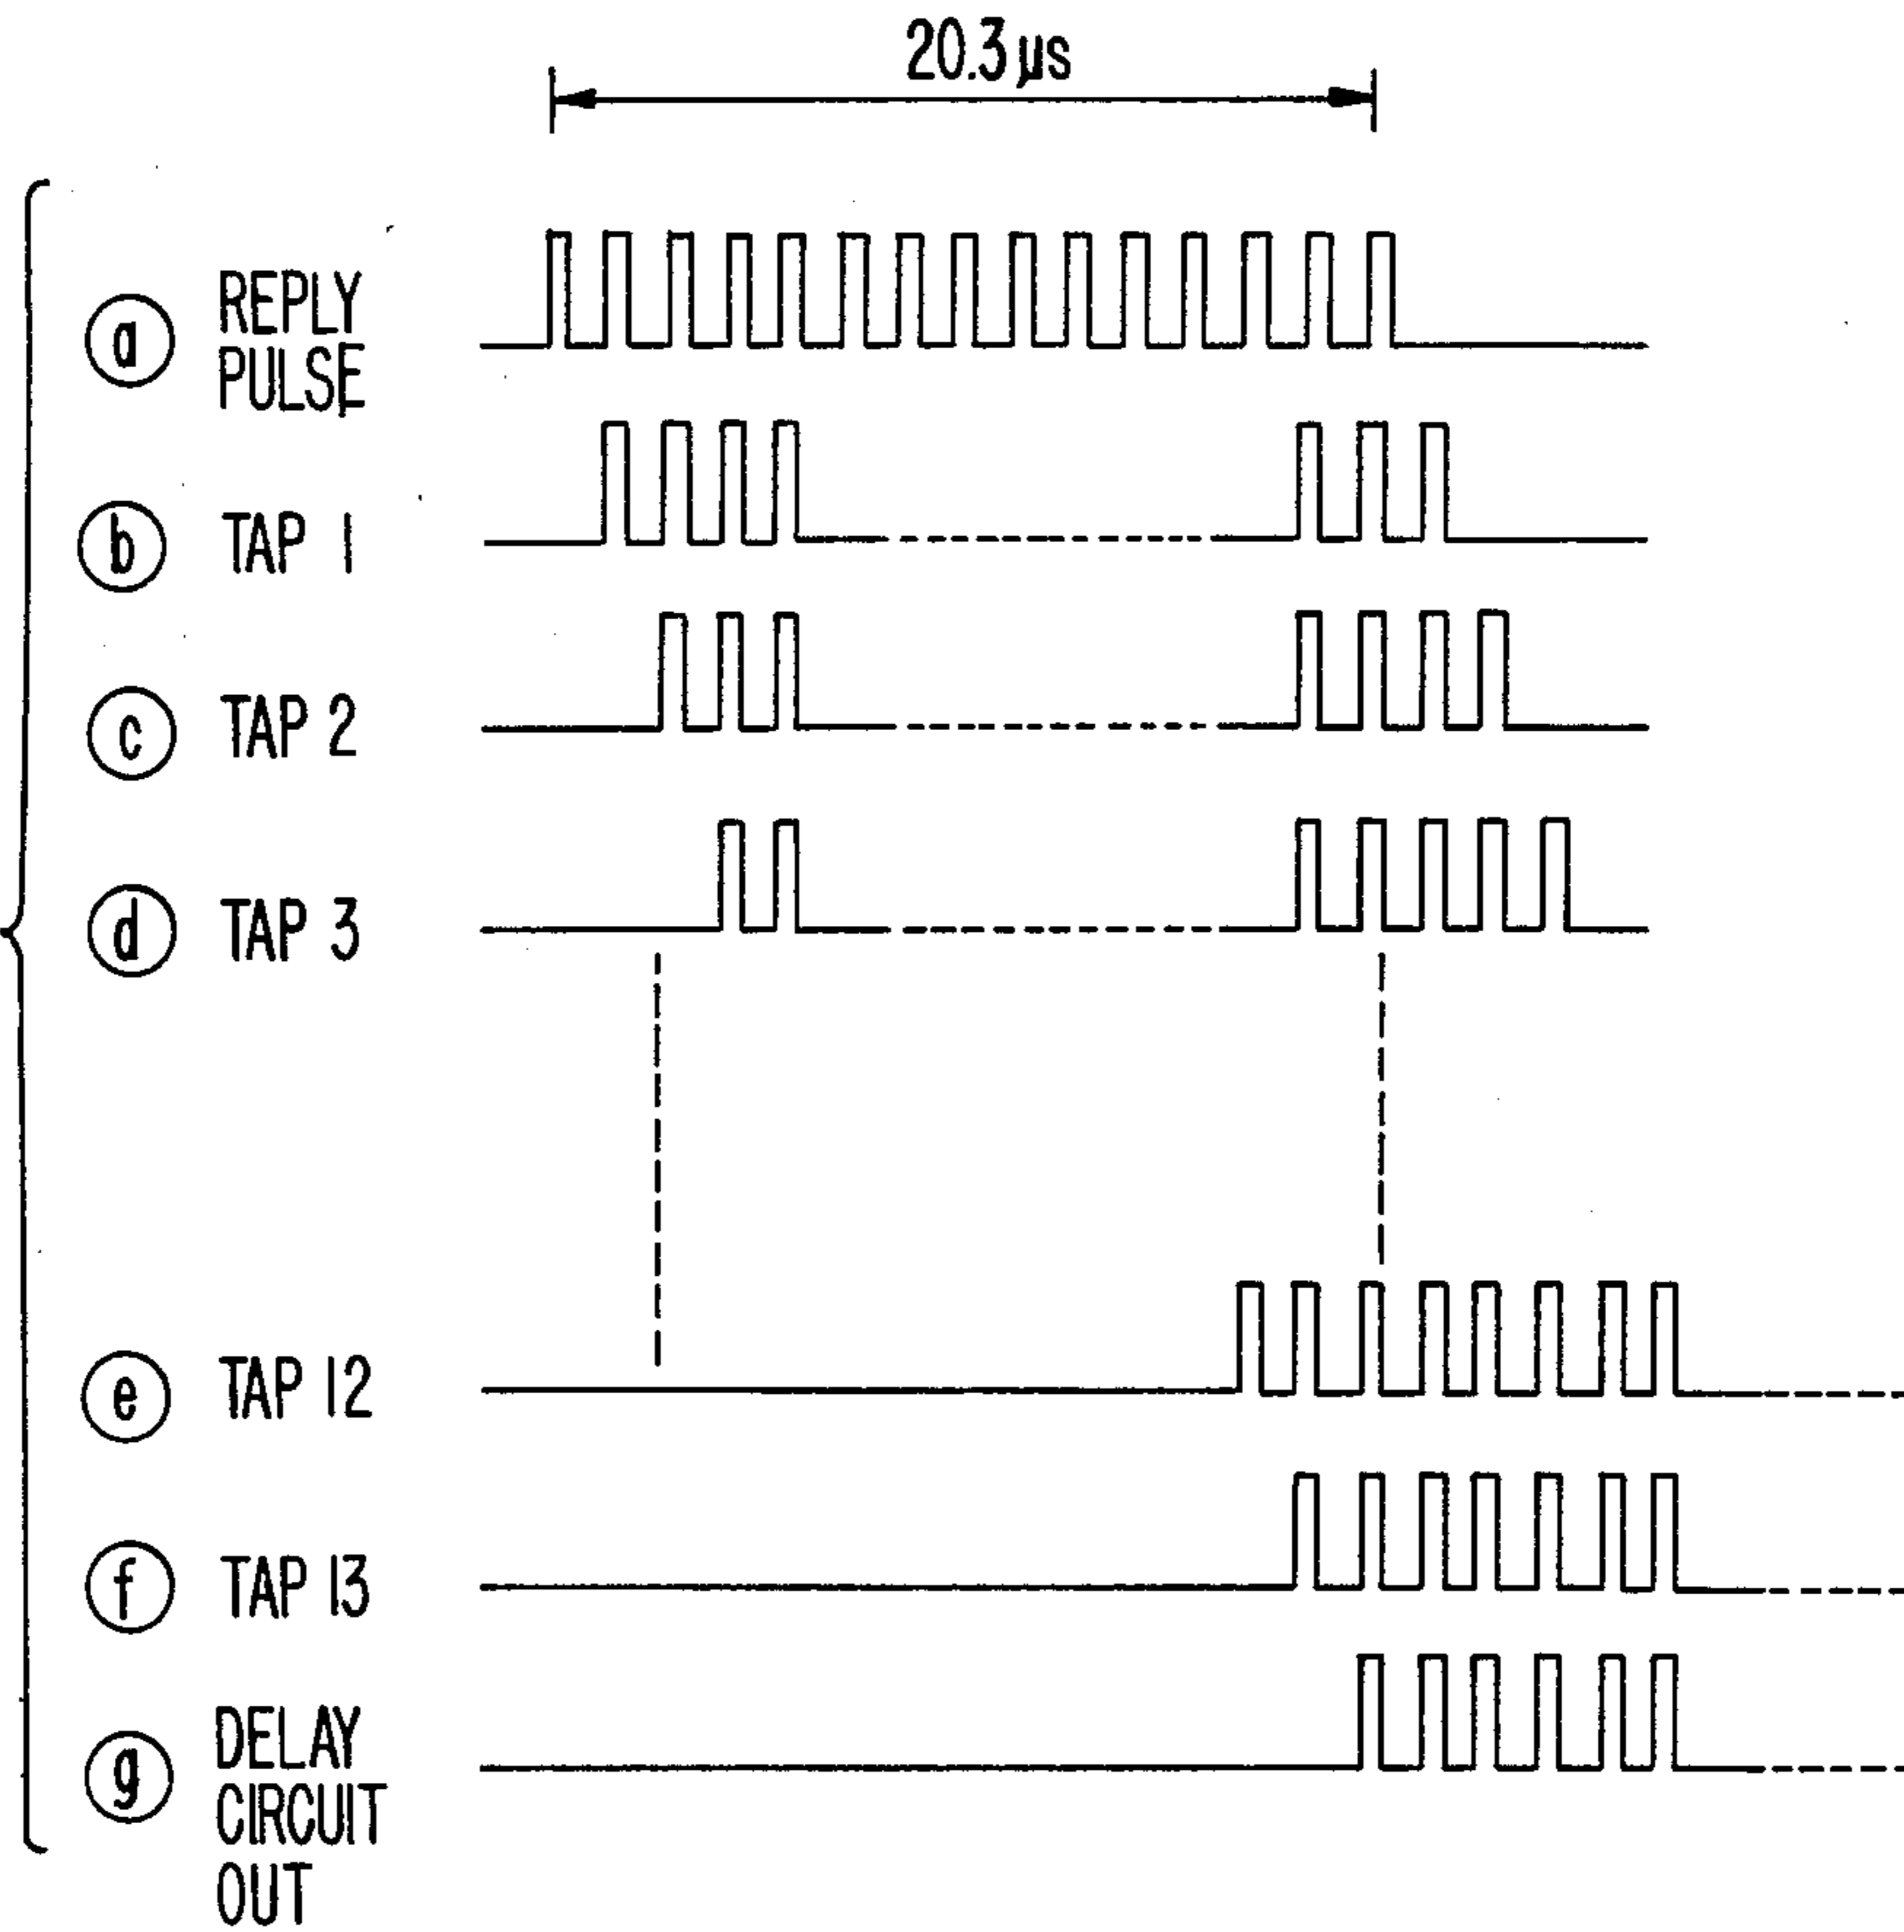 20.3 µs
a REPLY
PULSE
b TAP 1
c TAP 2
d TAP 3
e TAP 12
f TAP 13
g DELAY
CIRCUIT
OUT